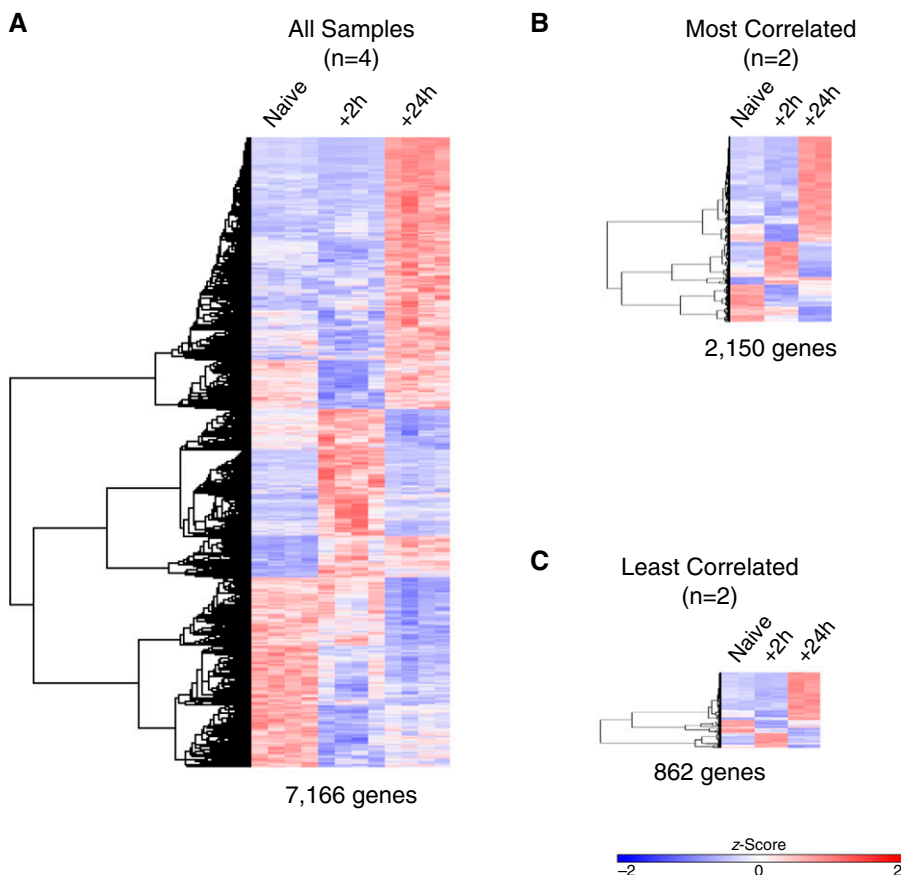 A
All Samples
(n=4)
Naive
+2h
+24h
7,166 genes
B
Most Correlated
(n=2)
Naive
+2h
+24h
2,150 genes
C
Least Correlated
(n=2)
Naive
+2h
+24h
862 genes
z-Score
−2 0 2